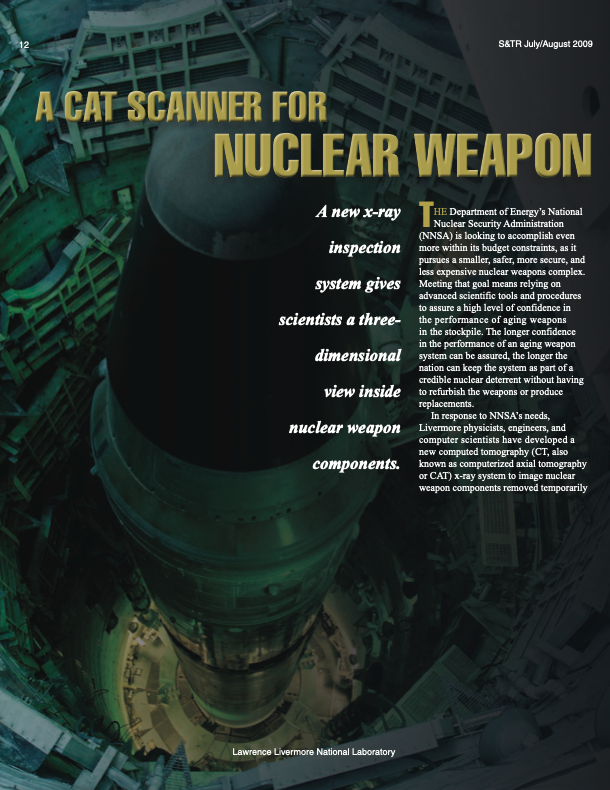 12
S&TR July/August 2009
A CAT SCANNER FOR
NUCLEAR WEAPON
A new x-ray
inspection
system gives
scientists a three-
dimensional
view inside
nuclear weapon
components.
THE Department of Energy's National
Nuclear Security Administration
(NNSA) is looking to accomplish even
more within its budget constraints, as it
pursues a smaller, safer, more secure, and
less expensive nuclear weapons complex.
Meeting that goal means relying on
advanced scientific tools and procedures
to assure a high level of confidence in
the performance of aging weapons
in the stockpile. The longer confidence
in the performance of an aging weapon
system can be assured, the longer the
nation can keep the system as part of a
credible nuclear deterrent without having
to refurbish the weapons or produce
replacements.
In response to NNSA's needs,
Livermore physicists, engineers, and
computer scientists have developed a
new computed tomography (CT, also
known as computerized axial tomography
or CAT) x-ray system to image nuclear
weapon components removed temporarily
Lawrence Livermore National Laboratory